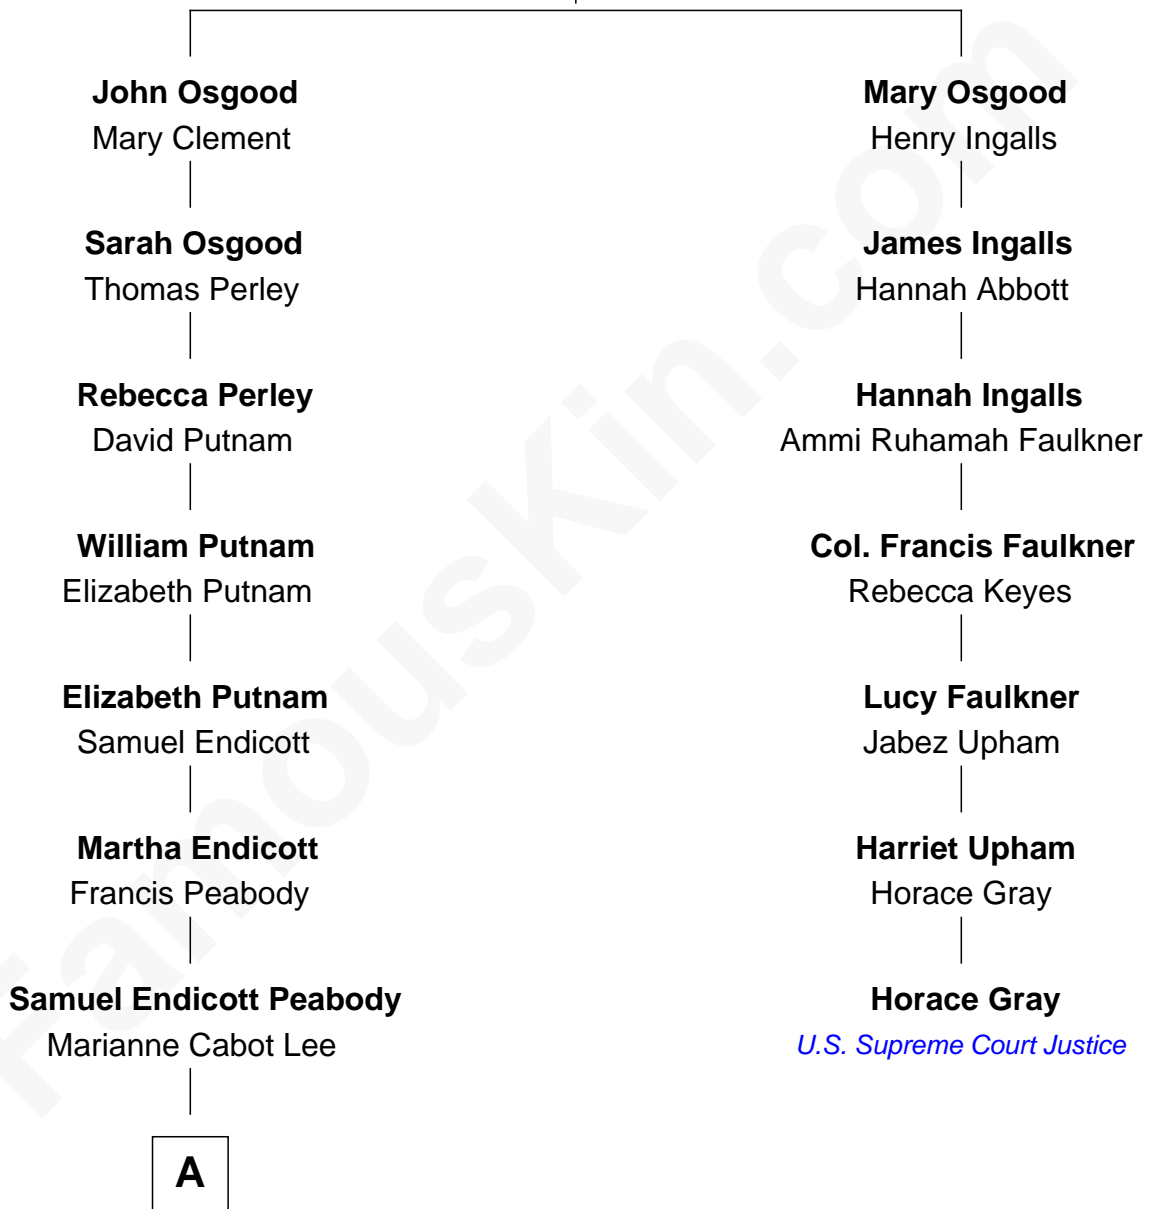 John Osgood
Mary Clement
Mary Osgood
Henry Ingalls
Sarah Osgood
Thomas Perley
James Ingalls
Hannah Abbott
Rebecca Perley
David Putnam
Hannah Ingalls
Ammi Ruhamah Faulkner
William Putnam
Elizabeth Putnam
Col. Francis Faulkner
Rebecca Keyes
Elizabeth Putnam
Samuel Endicott
Lucy Faulkner
Jabez Upham
Martha Endicott
Francis Peabody
Harriet Upham
Horace Gray
Samuel Endicott Peabody
Marianne Cabot Lee
Horace Gray
U.S. Supreme Court Justice
A
FamousKin.com